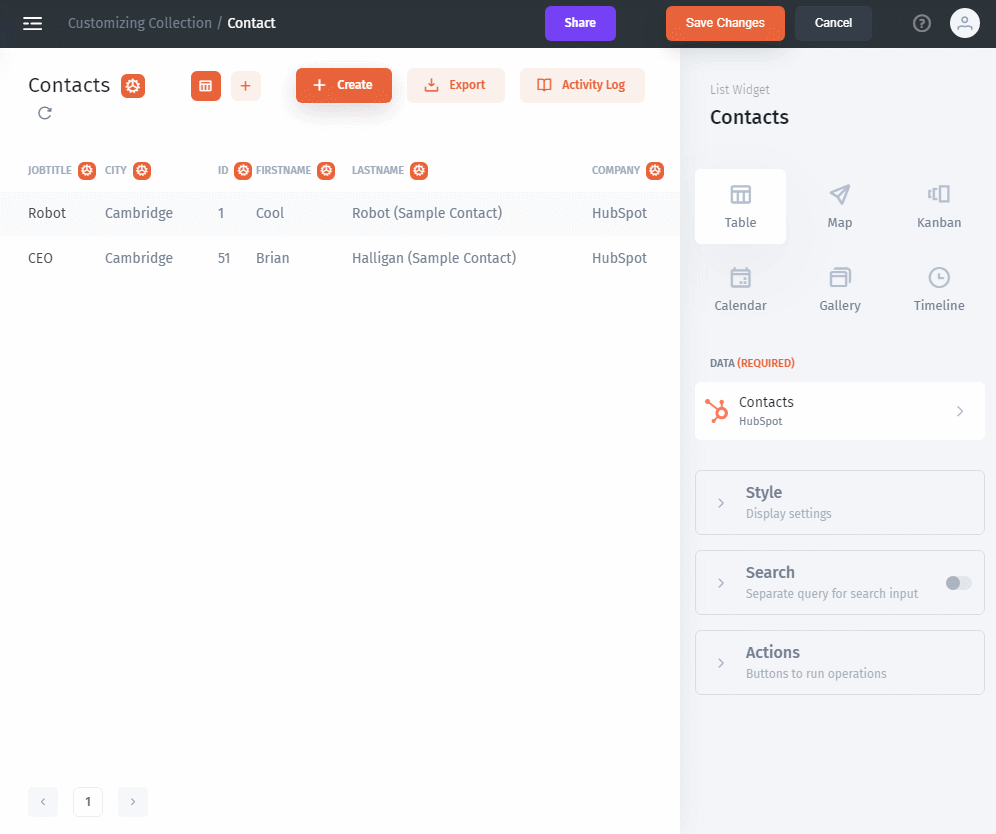 Customizing Collection / Contact
Share
Save Changes
Cancel
?
Contacts
+ Create
Export
Activity Log
JOBTITLE CITY ID FIRSTNAME LASTNAME COMPANY
Robot Cambridge 1 Cool Robot (Sample Contact) HubSpot
CEO Cambridge 51 Brian Halligan (Sample Contact) HubSpot
1
List Widget
Contacts
Table Map Kanban
Calendar Gallery Timeline
DATA (REQUIRED)
Contacts
HubSpot
Style
Display settings
Search
Separate query for search input
Actions
Buttons to run operations